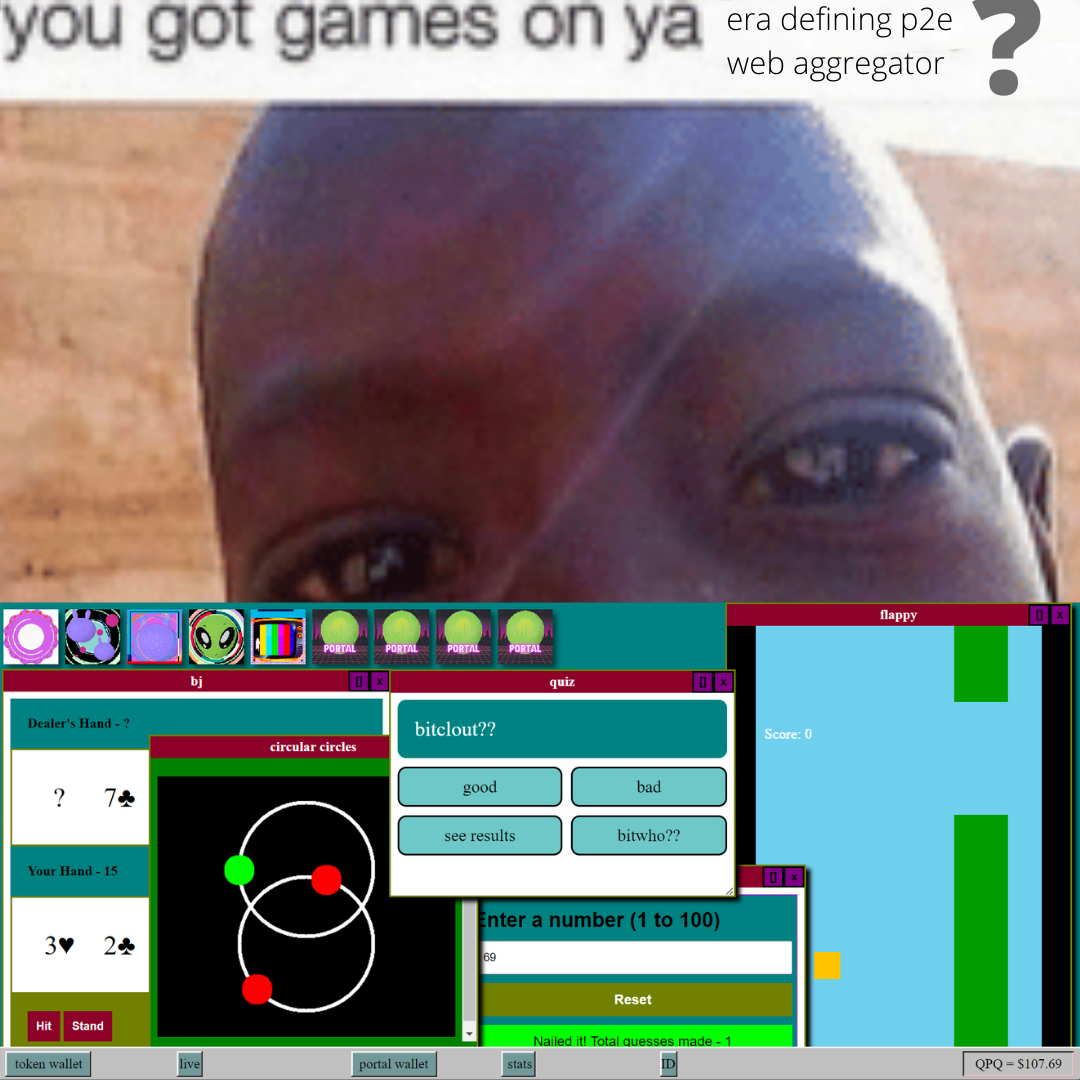 you got games on ya
era defining p2e
web aggregator
?
PORTAL
PORTAL
PORTAL
PORTAL
flappy
[] x
bj
[] x
quiz
[] x
Dealer's Hand - ?
? 7♣
circular circles
bitclout??
good
bad
see results
bitwho??
Score: 0
Your Hand - 15
3♥ 2♣
Hit
Stand
[] x
Enter a number (1 to 100)
69
Reset
Nailed it! Total guesses made - 1
token wallet
live
portal wallet
stats
ID
QPQ = $107.69